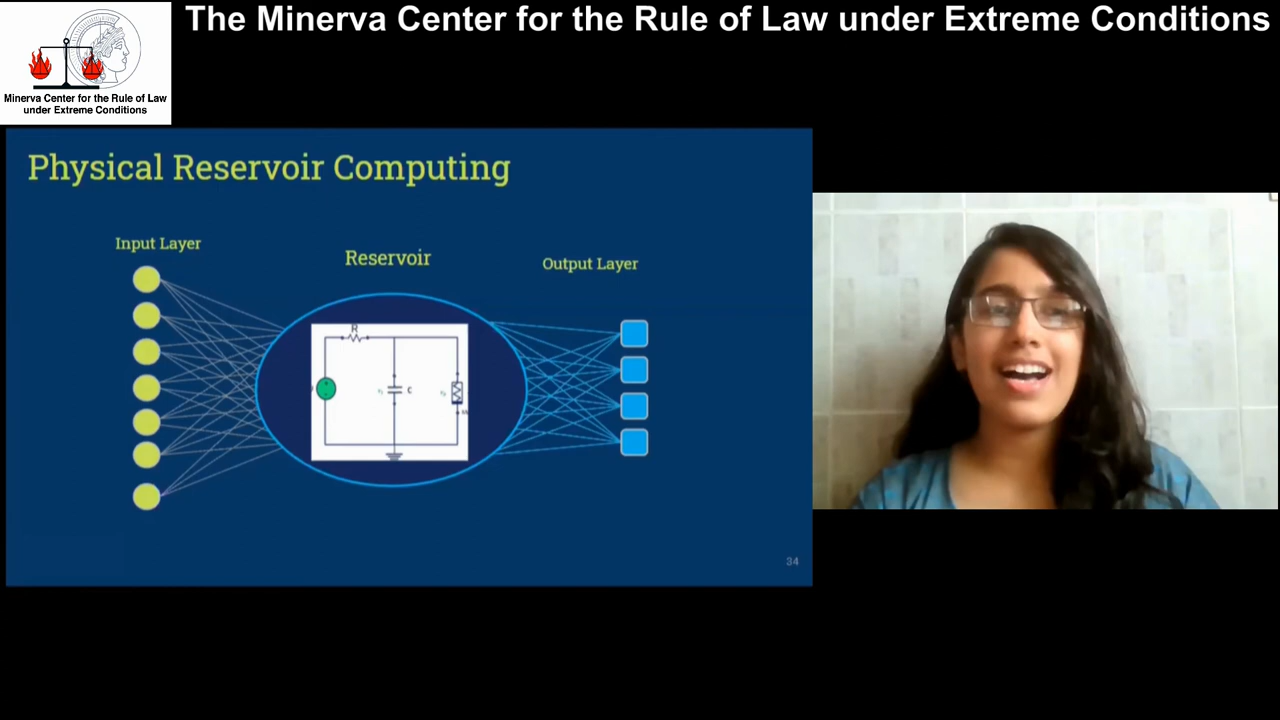 The Minerva Center for the Rule of Law under Extreme Conditions
Minerva Center for the Rule of Law
under Extreme Conditions
Physical Reservoir Computing
Input Layer
Reservoir
Output Layer
R
C
34